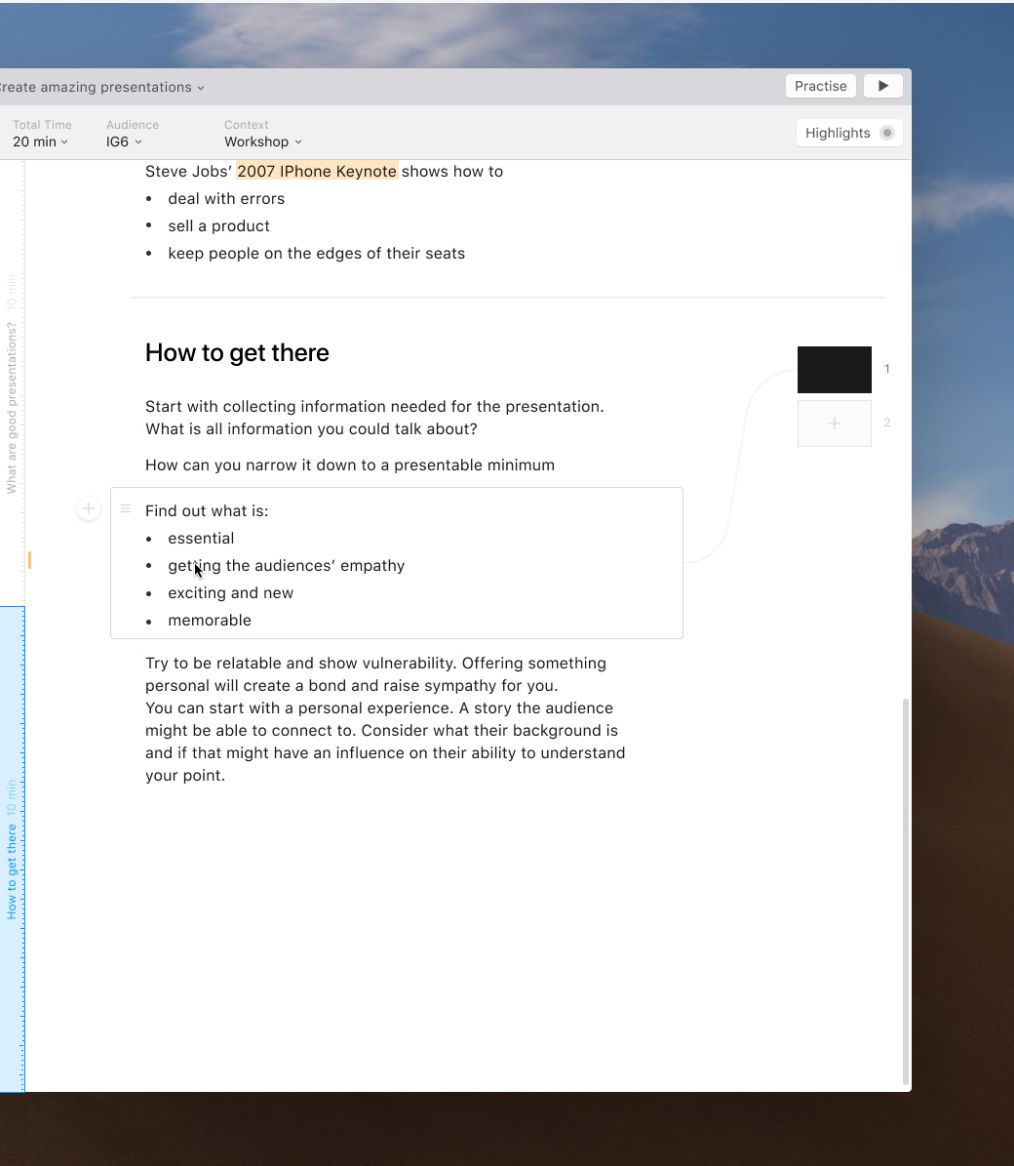 reate amazing presentations
Practise
Total Time
Audience
Context
20 min
IG6
Workshop
Highlights
Steve Jobs’ 2007 IPhone Keynote shows how to
• deal with errors
• sell a product
• keep people on the edges of their seats
What are good presentations? 10 min
How to get there
1
2
Start with collecting information needed for the presentation.
What is all information you could talk about?
How can you narrow it down to a presentable minimum
Find out what is:
• essential
• getting the audiences’ empathy
• exciting and new
• memorable
Try to be relatable and show vulnerability. Offering something
personal will create a bond and raise sympathy for you.
You can start with a personal experience. A story the audience
might be able to connect to. Consider what their background is
and if that might have an influence on their ability to understand
your point.
How to get there 10 min